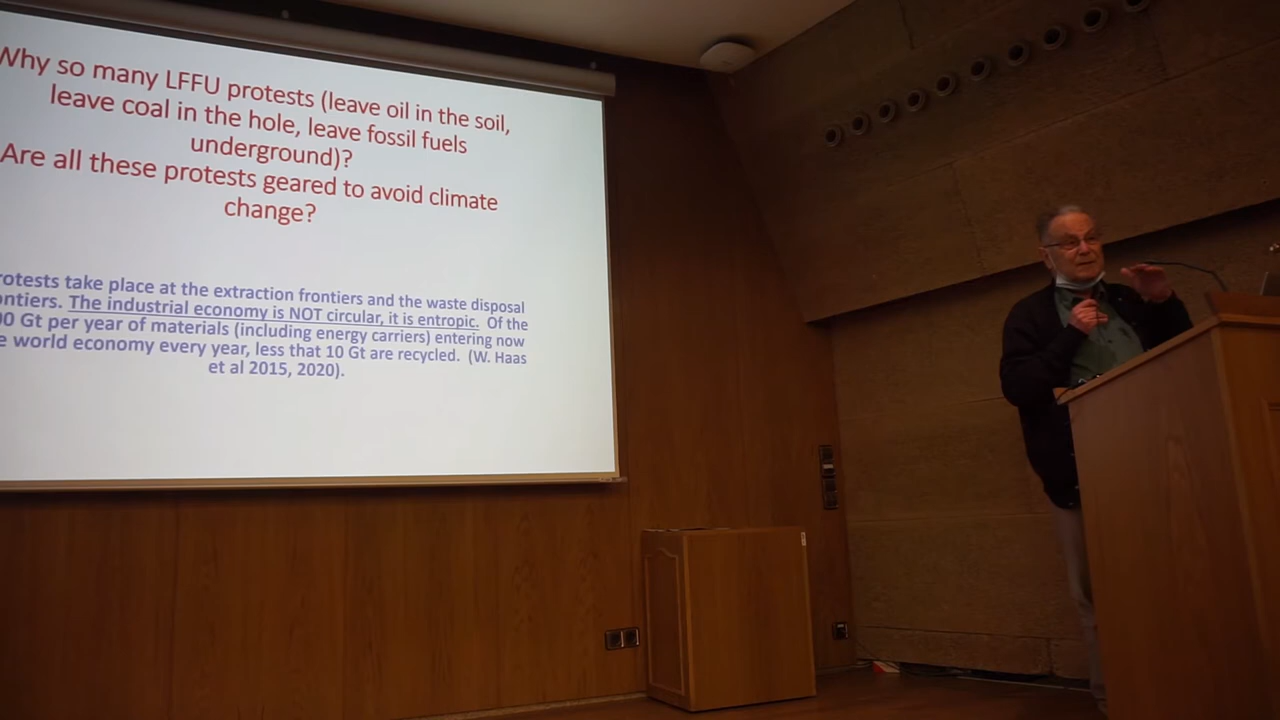 Why so many LFFU protests (leave oil in the soil,
leave coal in the hole, leave fossil fuels
underground)?
Are all these protests geared to avoid climate
change?
rotests take place at the extraction frontiers and the waste disposal
ontiers. The industrial economy is NOT circular, it is entropic. Of the
00 Gt per year of materials (including energy carriers) entering now
e world economy every year, less that 10 Gt are recycled. (W. Haas
et al 2015, 2020).